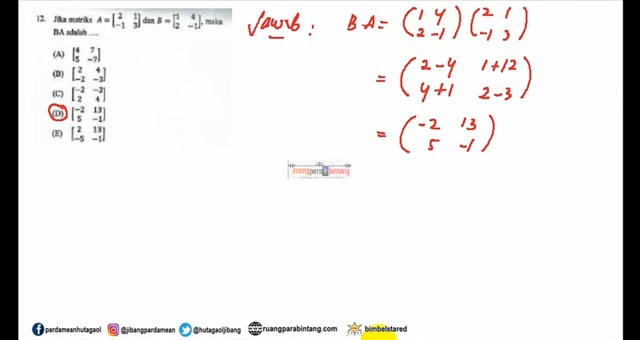 12. Jika matriks A = [2 1 -1 3] dan B = [1 4 2 -1], maka
BA adalah ....
(A) [4 7 5 -7]
(B) [2 4 -2 -3]
(C) [-2 -3 2 4]
(D) [-2 13 5 -1]
(E) [2 13 -5 -1]
Jawab : BA = (1 4 2 -1) (2 1 -1 3)
= (2-4 1+12 4+1 2-3)
= (-2 13 5 -1)
ruangparabintang
pardameanhutagaol @jibangpardamean @hutagaoljibang ruangparabintang.com bimbelstared